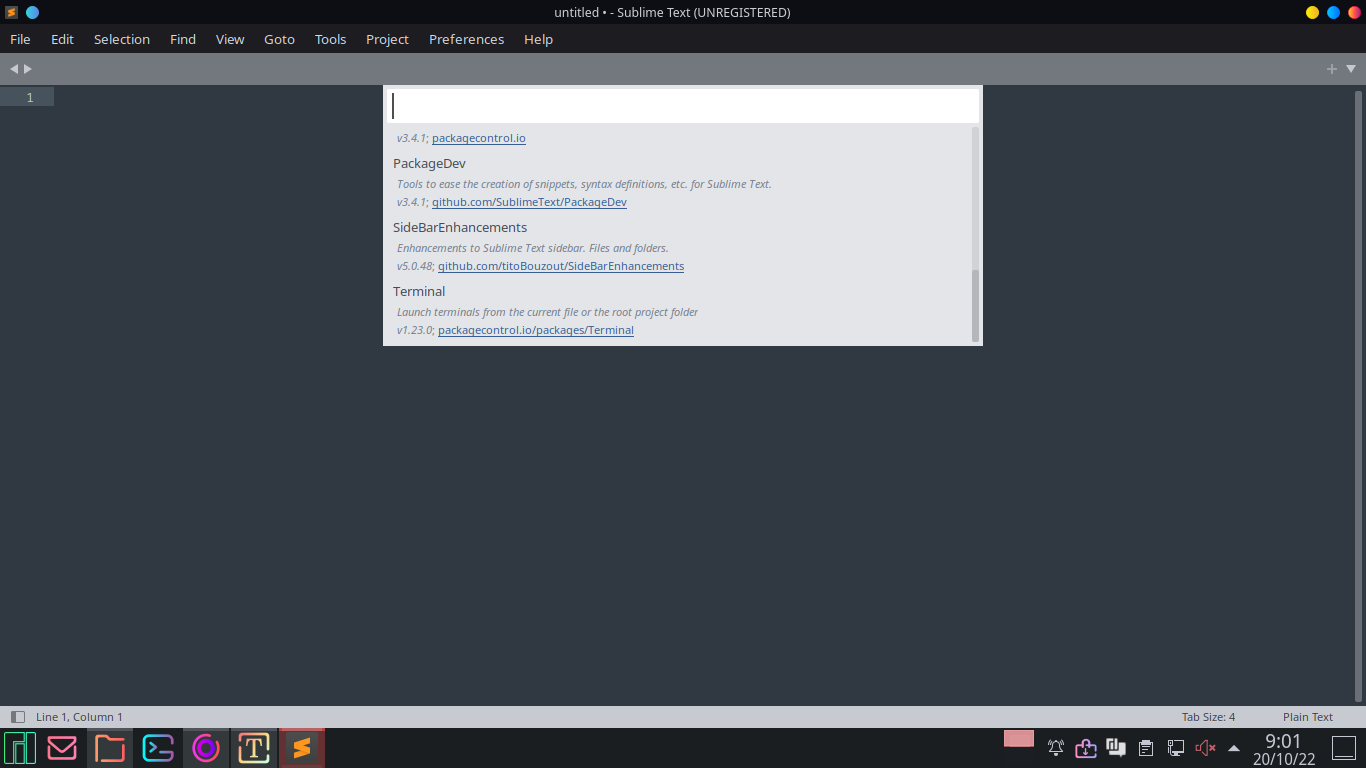 untitled • - Sublime Text (UNREGISTERED)
File Edit Selection Find View Goto Tools Project Preferences Help
1
v3.4.1; packagecontrol.io
PackageDev
Tools to ease the creation of snippets, syntax definitions, etc. for Sublime Text.
v3.4.1; github.com/SublimeText/PackageDev
SideBarEnhancements
Enhancements to Sublime Text sidebar. Files and folders.
v5.0.48; github.com/titoBouzout/SideBarEnhancements
Terminal
Launch terminals from the current file or the root project folder
v1.23.0; packagecontrol.io/packages/Terminal
Line 1, Column 1 Tab Size: 4 Plain Text
T
9:01
20/10/22